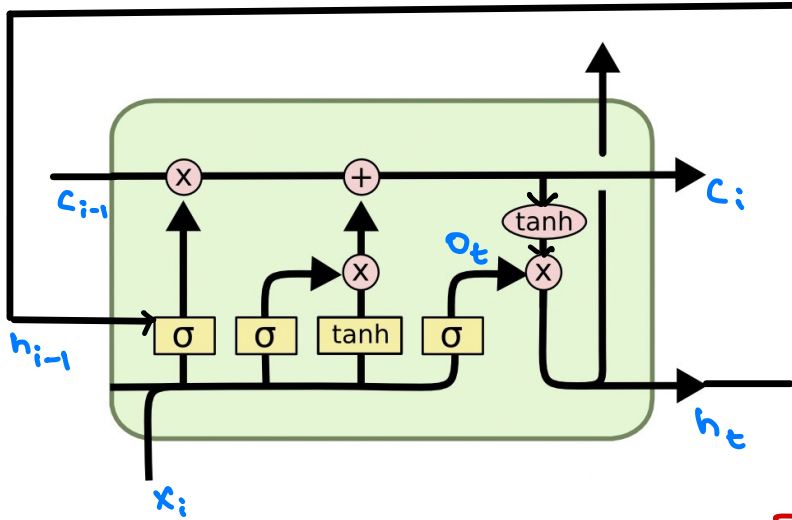 C_{i-1}
x
+
C_i
tanh
O_t
x
x
σ
σ
tanh
σ
h_{i-1}
h_t
x_i